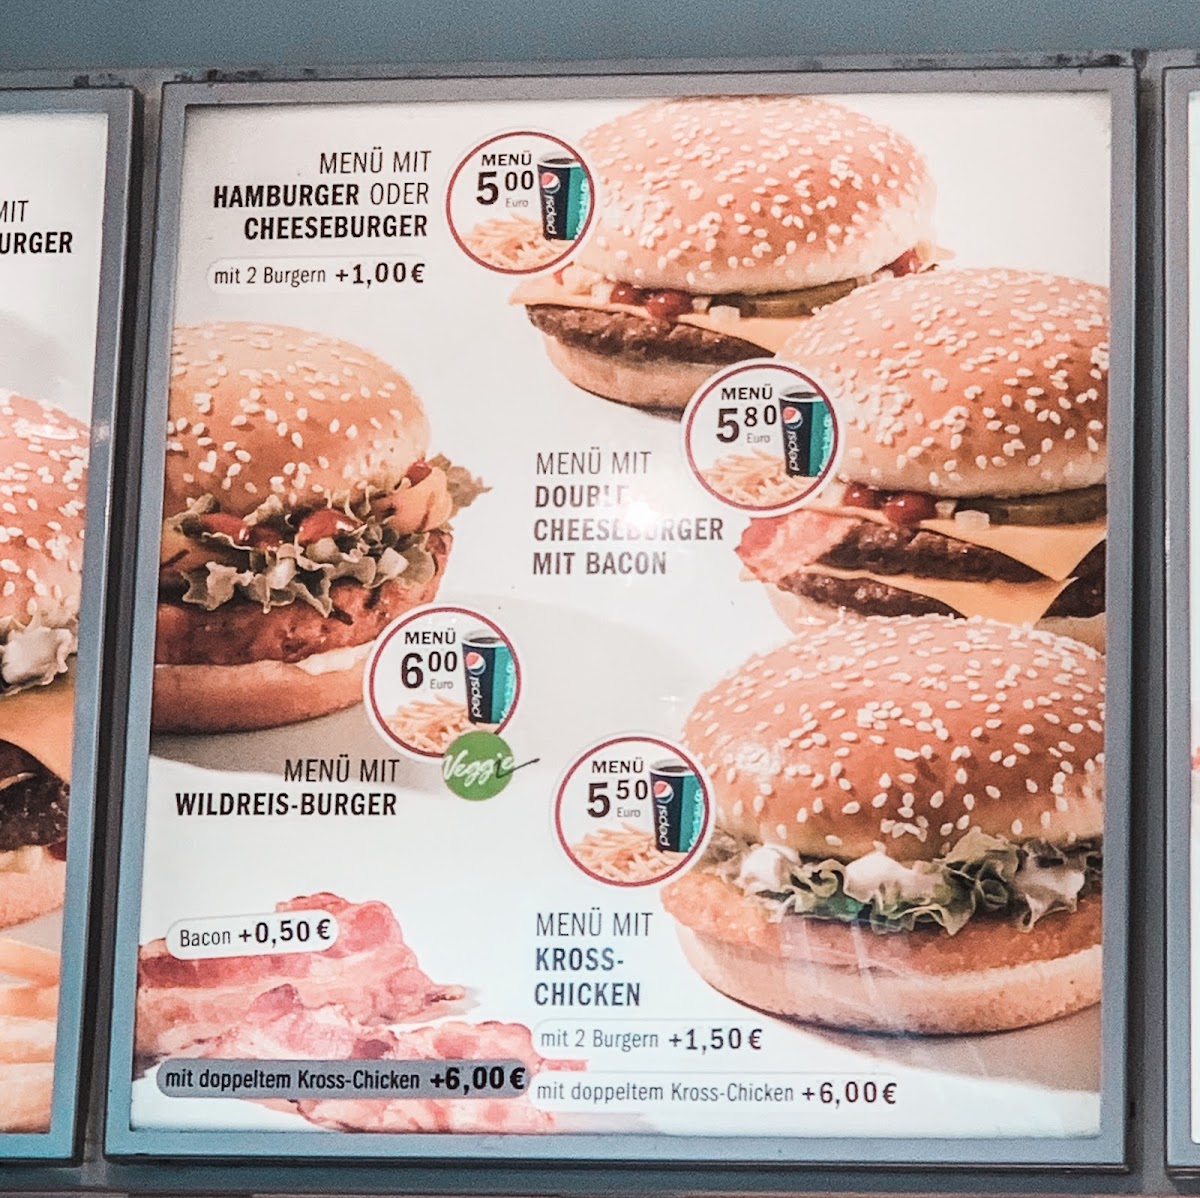 MIT
URGER
MENÜ MIT
HAMBURGER ODER
CHEESEBURGER
mit 2 Burgern +1,00 €
MENÜ
5 00
Euro
pepsi
MENÜ
5 80
Euro
pepsi
MENÜ MIT
DOUBLE
CHEESEBURGER
MIT BACON
MENÜ
6 00
Euro
pepsi
Veggie
MENÜ MIT
WILDREIS-BURGER
MENÜ
5 50
Euro
pepsi
MENÜ MIT
KROSS-
CHICKEN
mit 2 Burgern +1,50 €
mit doppeltem Kross-Chicken +6,00 €
Bacon +0,50 €
mit doppeltem Kross-Chicken +6,00 €